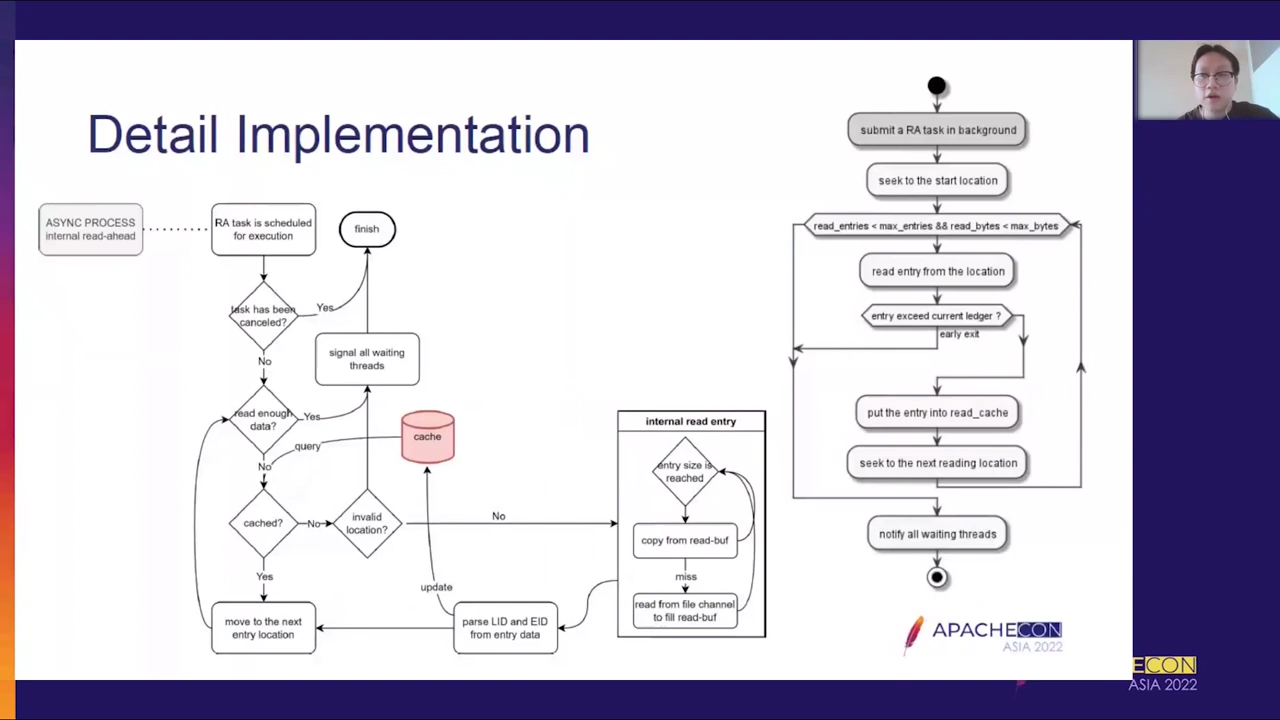 Detail Implementation
ASYNC PROCESS
internal read-ahead
RA task is scheduled
for execution
finish
task has been
canceled?
Yes
No
signal all waiting
threads
read enough
data?
Yes
query
cache
No
cached?
No
invalid
location?
No
Yes
update
move to the next
entry location
parse LID and EID
from entry data
internal read entry
entry size is
reached
copy from read-buf
miss
read from file channel
to fill read-buf
submit a RA task in background
seek to the start location
read_entries < max_entries && read_bytes < max_bytes
read entry from the location
entry exceed current ledger ?
early exit
put the entry into read_cache
seek to the next reading location
notify all waiting threads
APACHECON
ASIA 2022
ECON
ASIA 2022